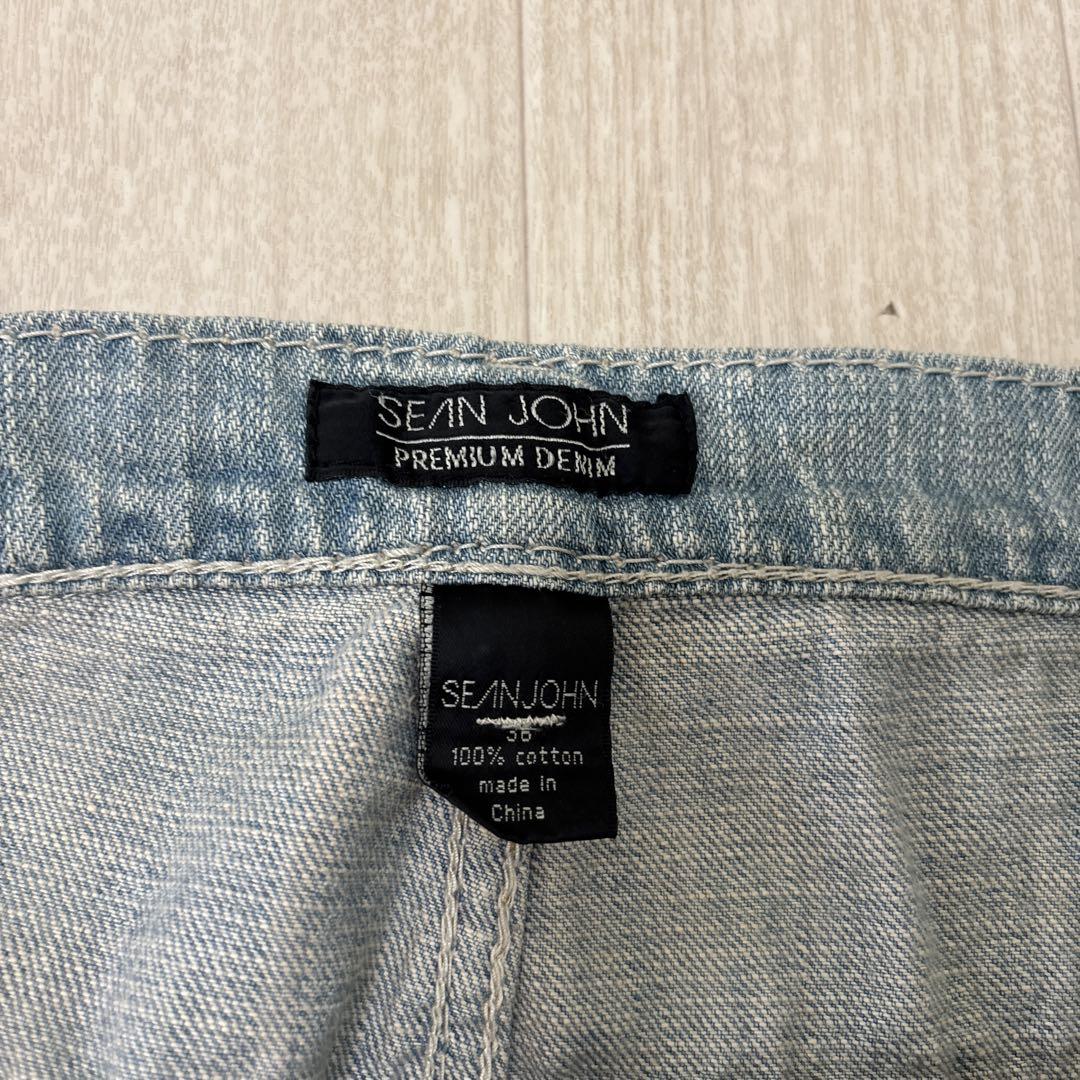 SEAN JOHN
PREMIUM DENIM
SEANJOHN
36
100% cotton
made in
China